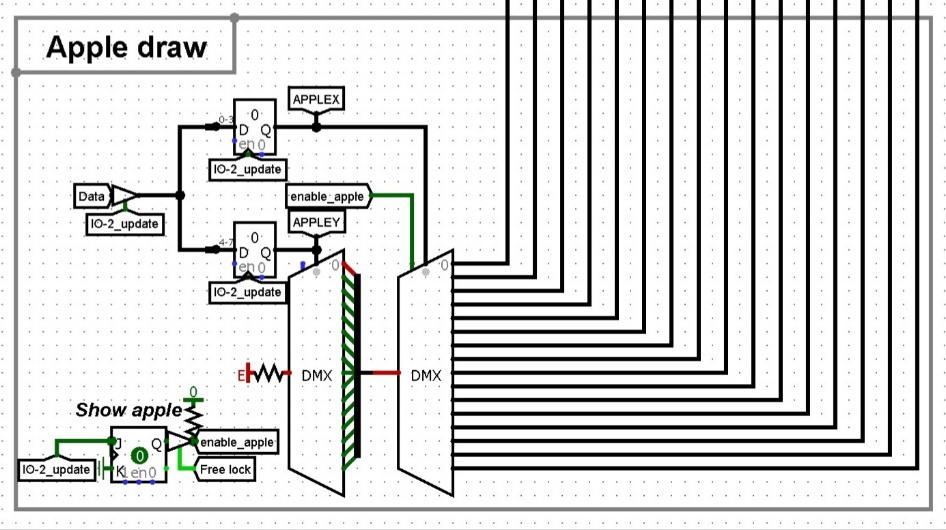 Apple draw
APPLEX
0-3
0
D Q
en 0
IO-2_update
Data
IO-2_update
enable_apple
APPLEY
4-7
0
D Q
en 0
IO-2_update
0
0
E
DMX
DMX
Show apple
0
J Q
0
K 1 en 0
IO-2_update
enable_apple
Free lock